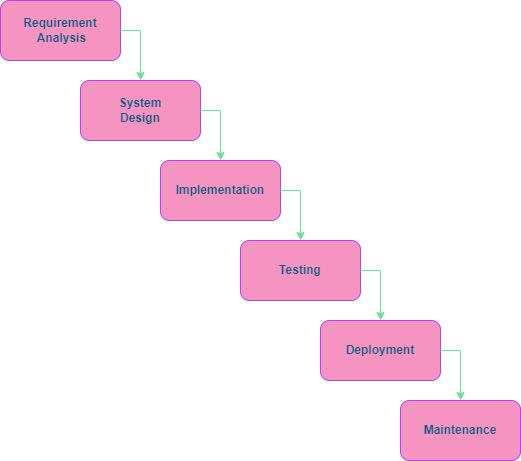 Requirement
Analysis
System
Design
Implementation
Testing
Deployment
Maintenance